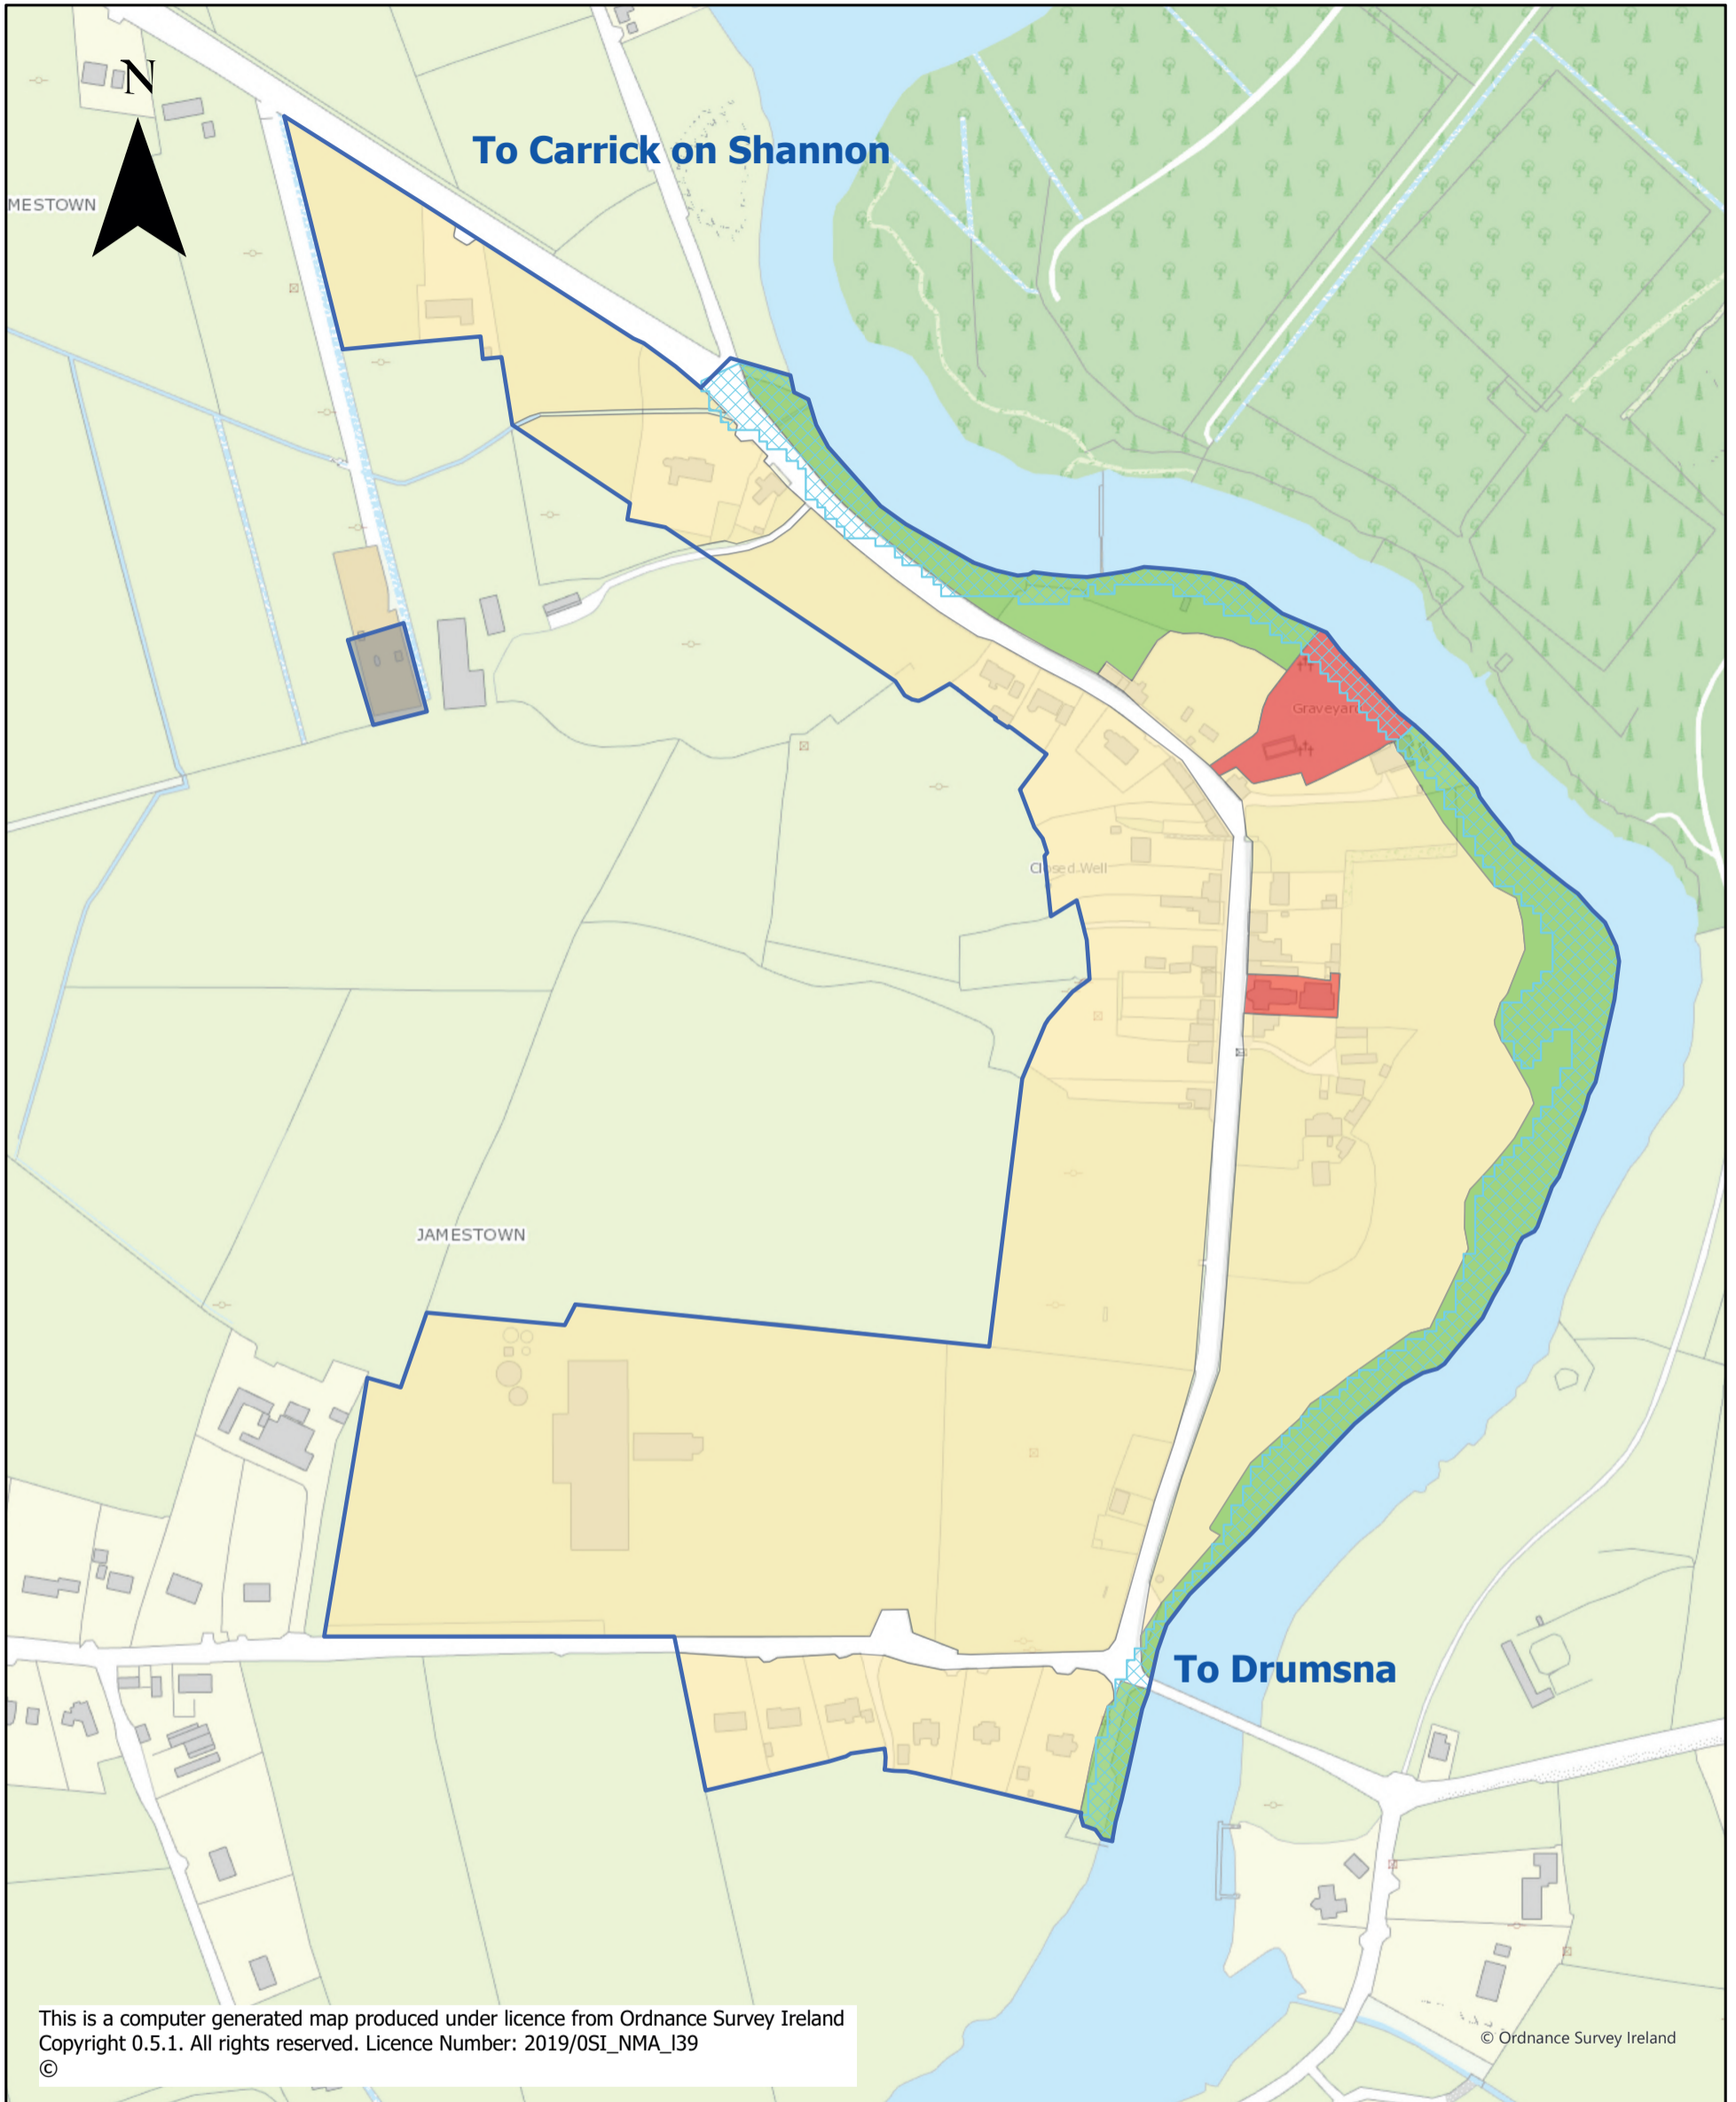 N
To Carrick on Shannon
MESTOWN
Graveyard
Closed Well
JAMESTOWN
To Drumsna
This is a computer generated map produced under licence from Ordnance Survey Ireland
Copyright 0.5.1. All rights reserved. Licence Number: 2019/0SI_NMA_l39
©
© Ordnance Survey Ireland